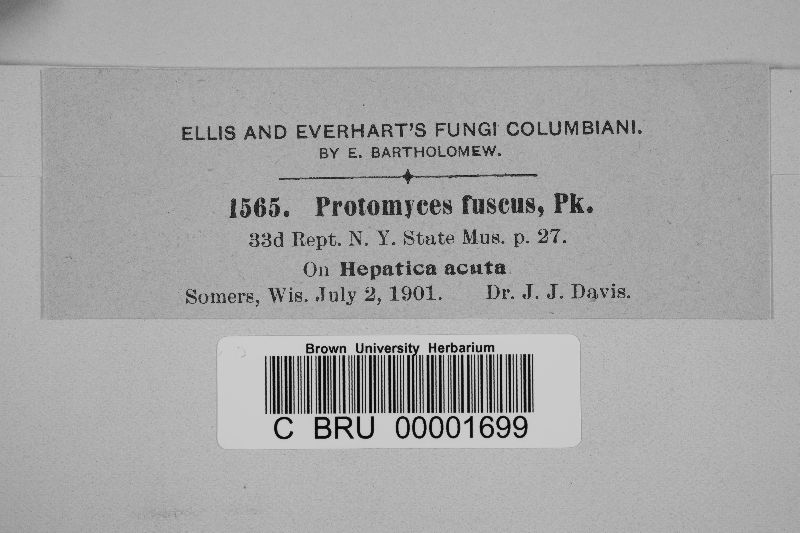 ELLIS AND EVERHART'S FUNGI COLUMBIANI.
BY E. BARTHOLOMEW.
1565. Protomyces fuscus, Pk.
33d Rept. N. Y. State Mus. p. 27.
On Hepatica acuta
Somers, Wis. July 2, 1901. Dr. J. J. Davis.
Brown University Herbarium
C BRU 00001699